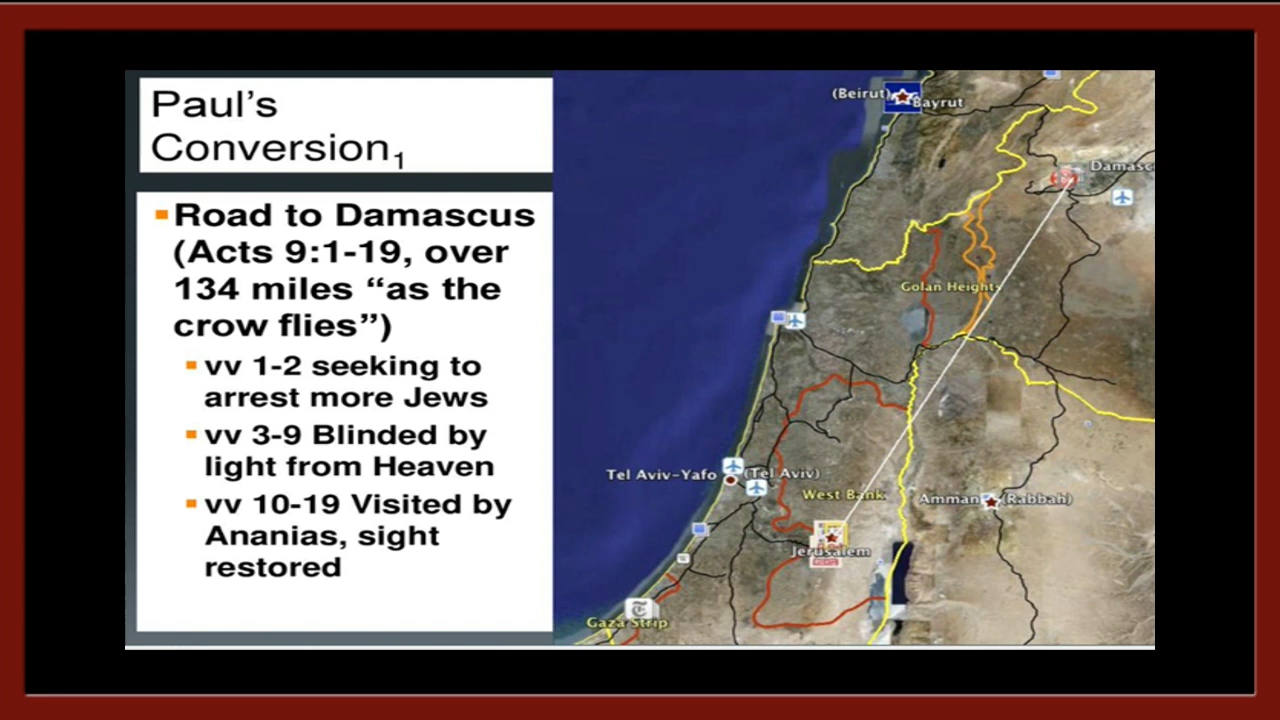 Paul's
Conversion1
Road to Damascus
(Acts 9:1-19, over
134 miles “as the
crow flies”)
vv 1-2 seeking to
arrest more Jews
vv 3-9 Blinded by
light from Heaven
vv 10-19 Visited by
Ananias, sight
restored
(Beirut)
Bayrut
Damasc
Golan Heights
Tel Aviv-Yafo
(Tel Aviv)
West Bank
Amman
(Rabbah)
Jerusalem
Gaza Strip